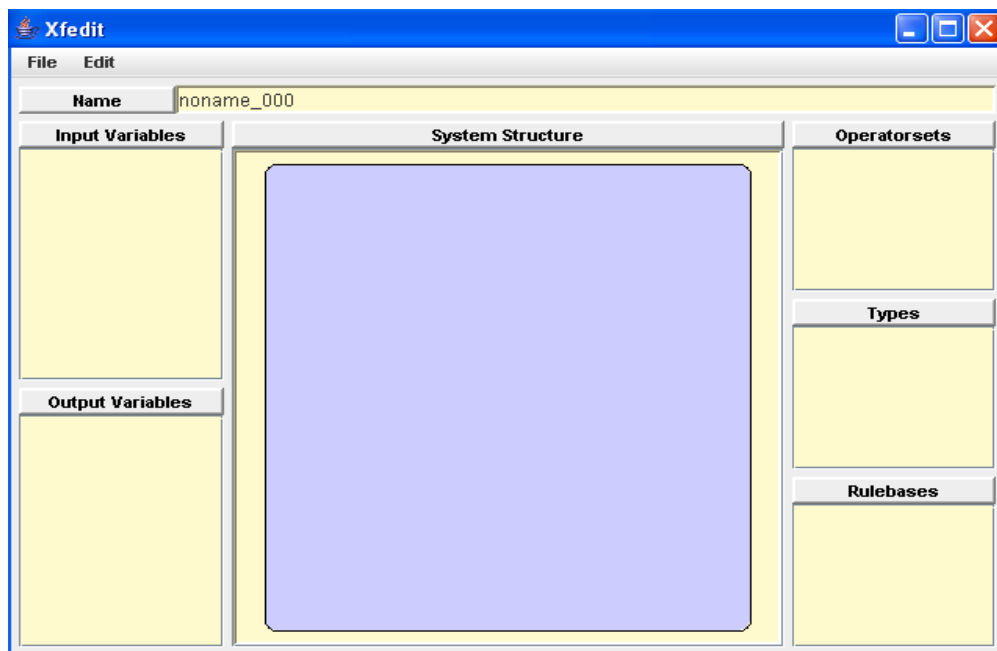 Xfedit
File Edit
Name noname_000
Input Variables
System Structure
Operatorsets
Types
Output Variables
Rulebases